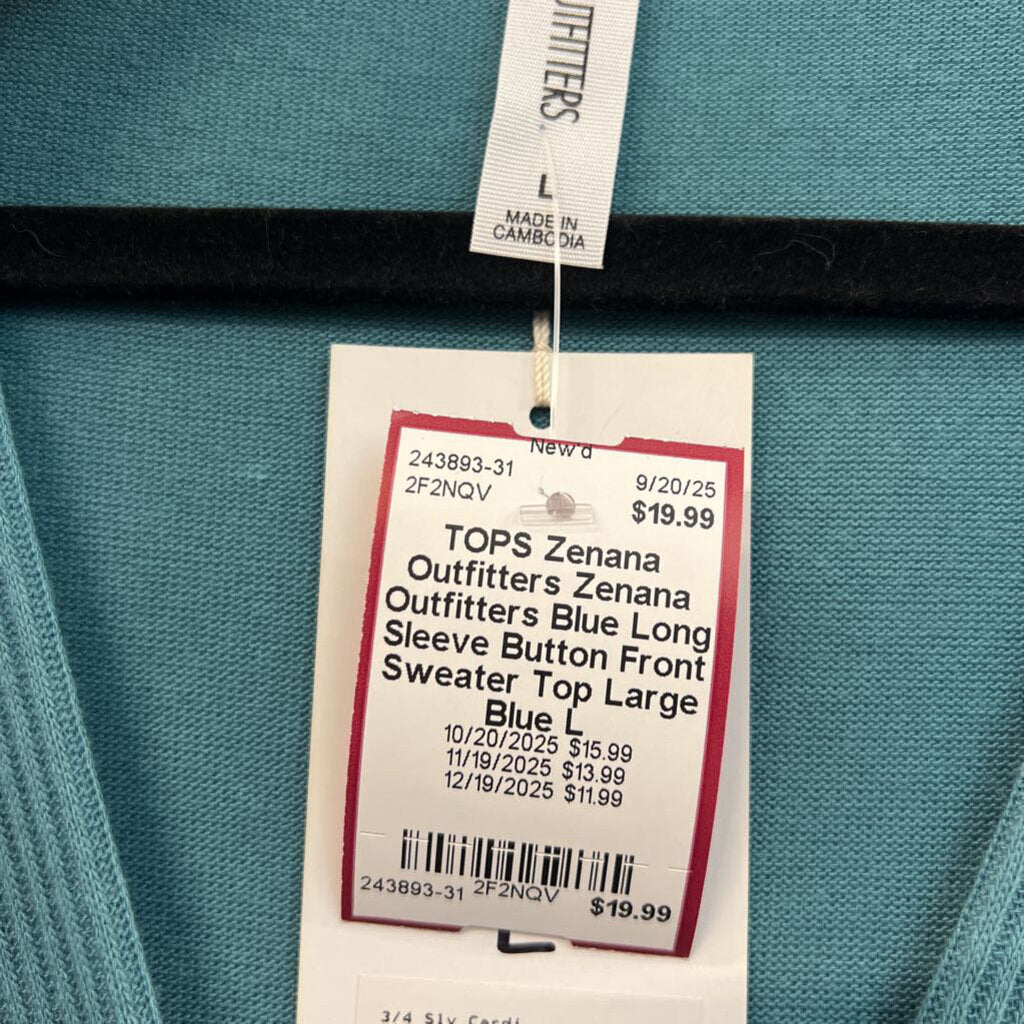 OUTFITTERS
L
MADE IN
CAMBODIA
New'd
243893-31 9/20/25
2F2NQV $19.99
TOPS Zenana
Outfitters Zenana
Outfitters Blue Long
Sleeve Button Front
Sweater Top Large
Blue L
10/20/2025 $15.99
11/19/2025 $13.99
12/19/2025 $11.99
243893-31 2F2NQV $19.99
L
3/4 Slv Cardi